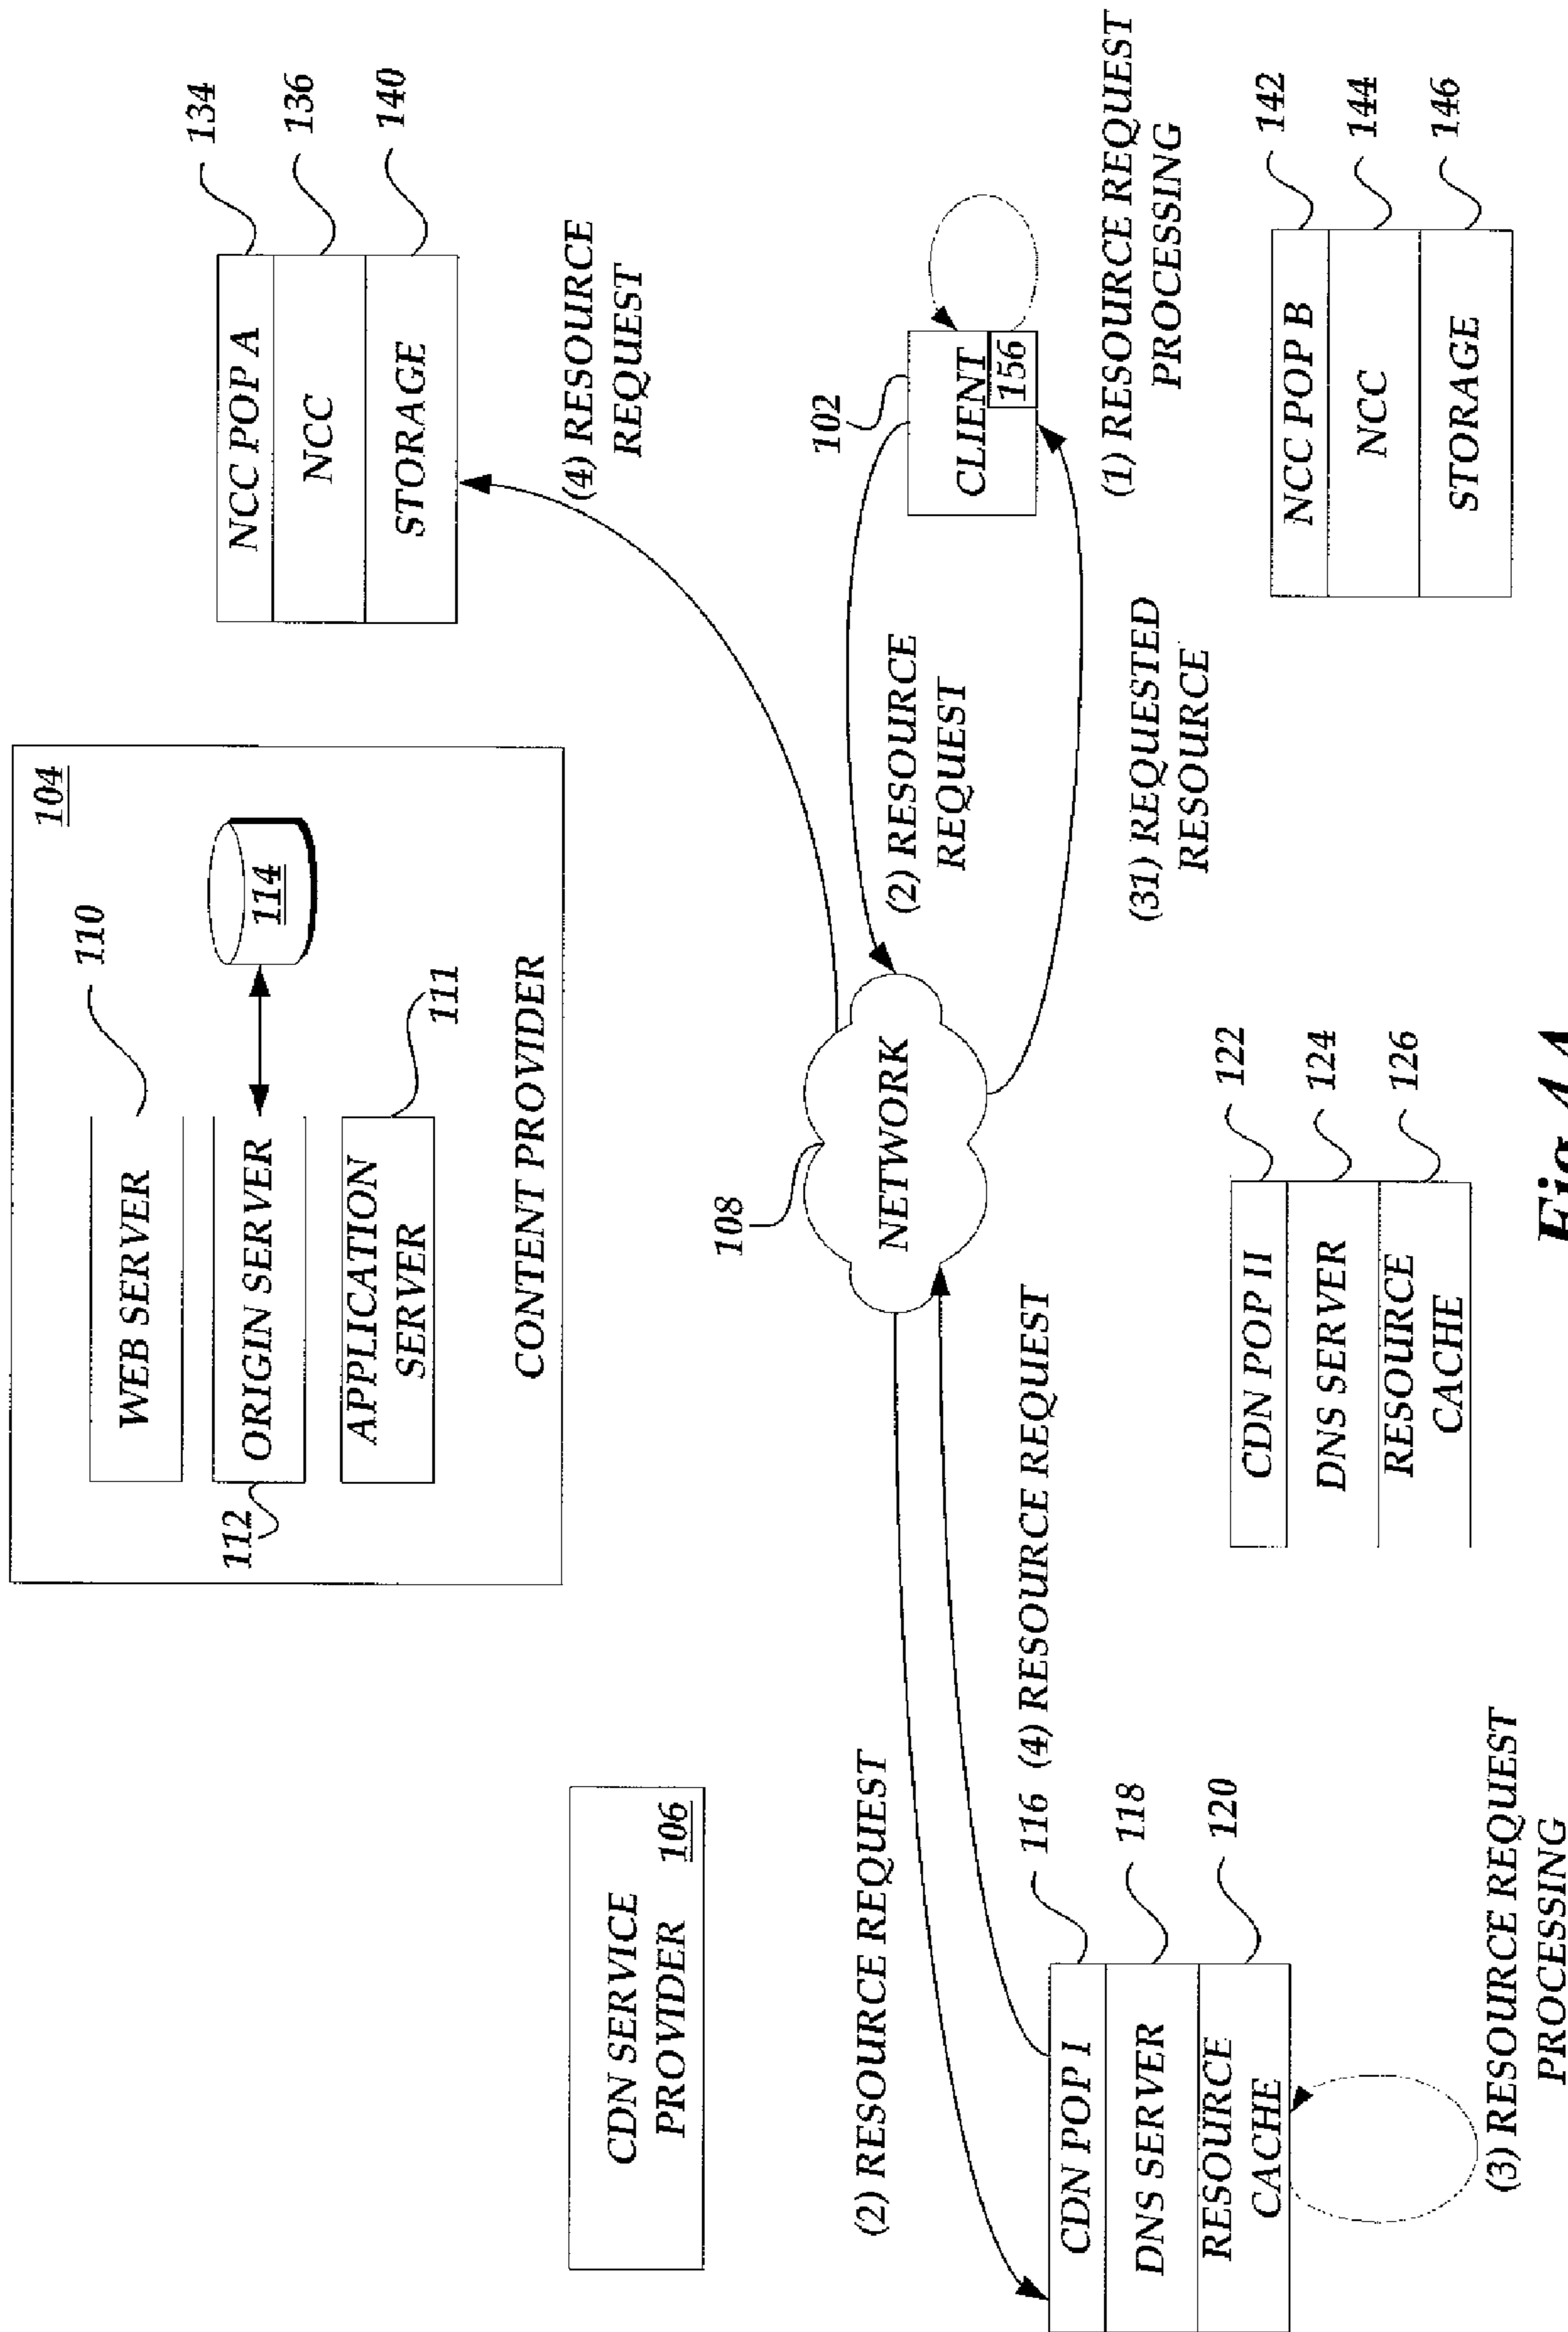 104
WEB SERVER
110
ORIGIN SERVER
112
114
APPLICATION
SERVER
111
CONTENT PROVIDER
NCC POP A
134
NCC
136
STORAGE
140
(4) RESOURCE
REQUEST
CDN SERVICE
PROVIDER
106
108
NETWORK
(2) RESOURCE REQUEST
(4) RESOURCE REQUEST
(2) RESOURCE
REQUEST
102
CLIENT
156
(1) RESOURCE REQUEST
PROCESSING
(31) REQUESTED
RESOURCE
CDN POP I
116
DNS SERVER
118
RESOURCE
CACHE
120
(3) RESOURCE REQUEST
PROCESSING
CDN POP II
122
DNS SERVER
124
RESOURCE
CACHE
126
NCC POP B
142
NCC
144
STORAGE
146